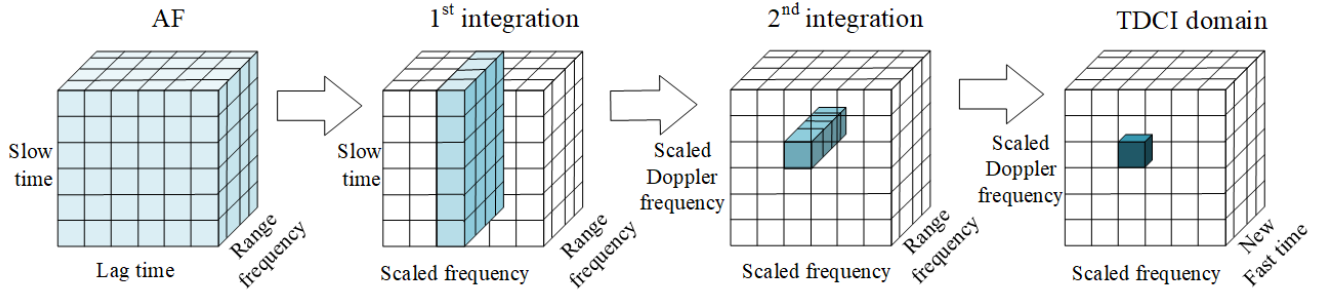 AF
1st integration
2nd integration
TDCI domain
Slow
time
Lag time
Range
frequency
Slow
time
Scaled frequency
Range
frequency
Scaled
Doppler
frequency
Scaled frequency
Range
frequency
Scaled
Doppler
frequency
Scaled frequency
New
Fast time